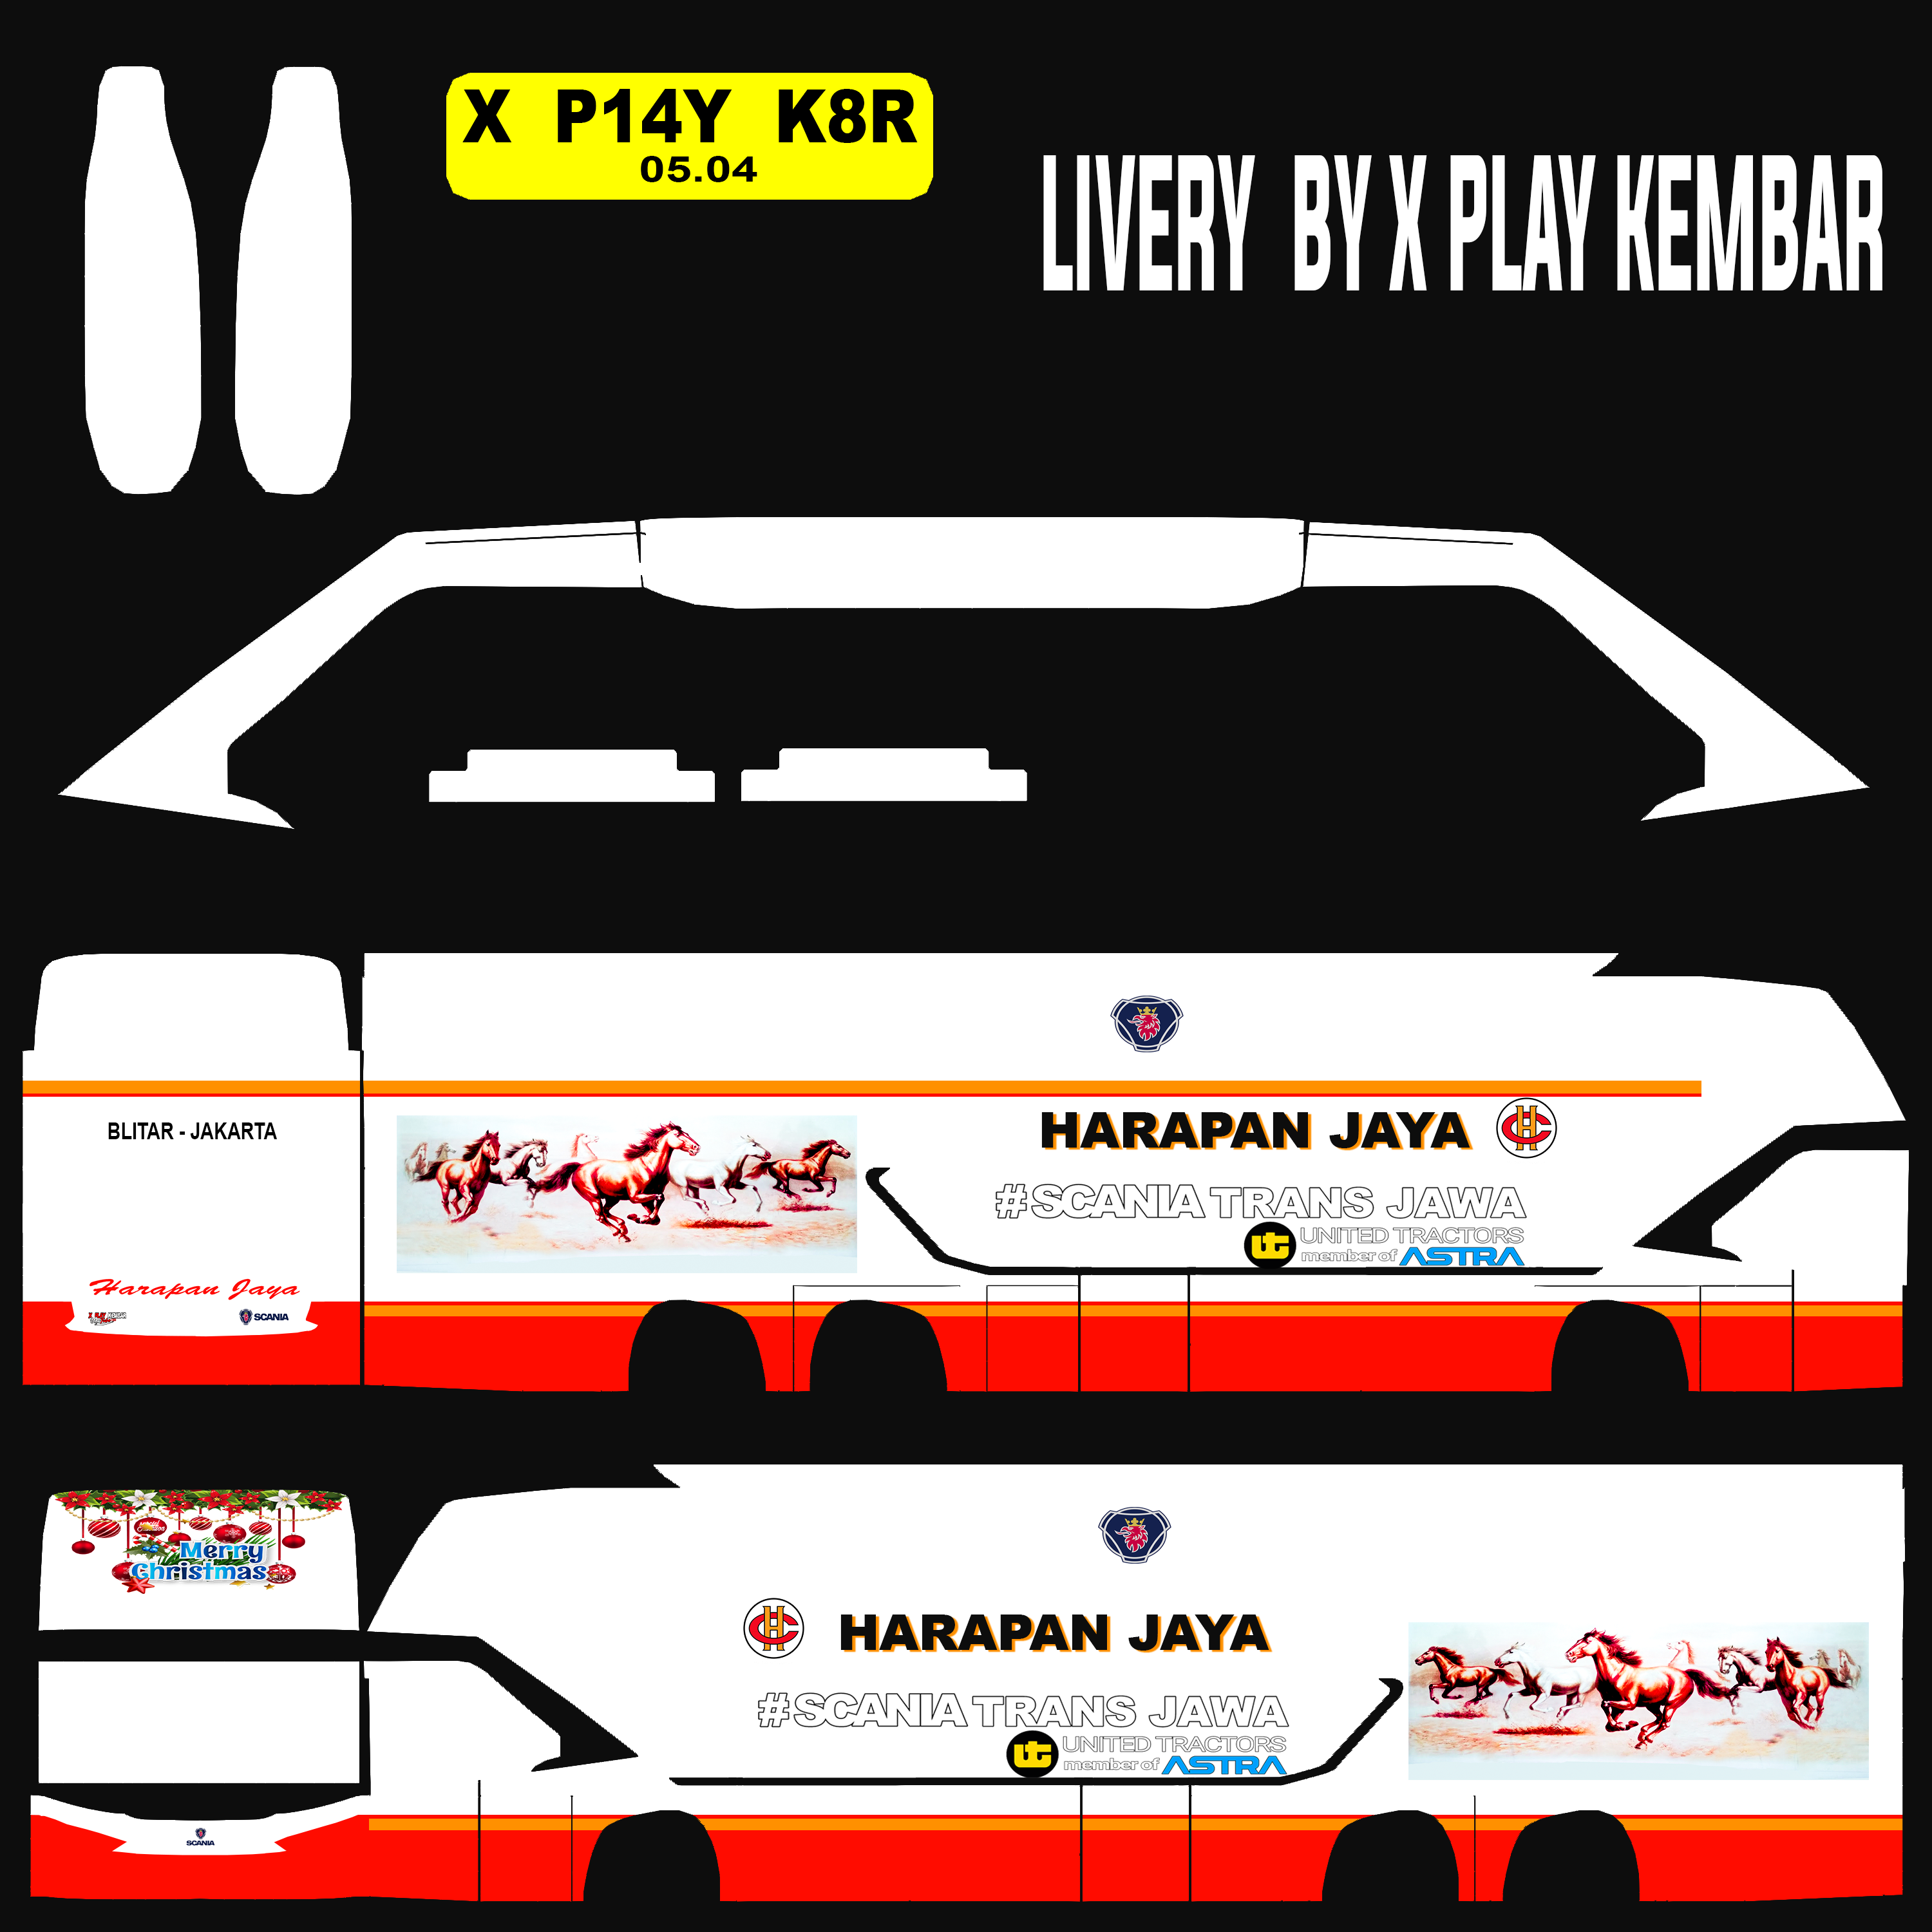 X P14Y K8R
05.04
LIVERY BY X PLAY KEMBAR
HARAPAN JAYA
BLITAR - JAKARTA
#SCANIA TRANS JAWA
UNITED TRACTORS
member of ASTRA
Harapan Jaya
SCANIA
Merry
Christmas
HARAPAN JAYA
#SCANIA TRANS JAWA
UNITED TRACTORS
member of ASTRA
SCANIA